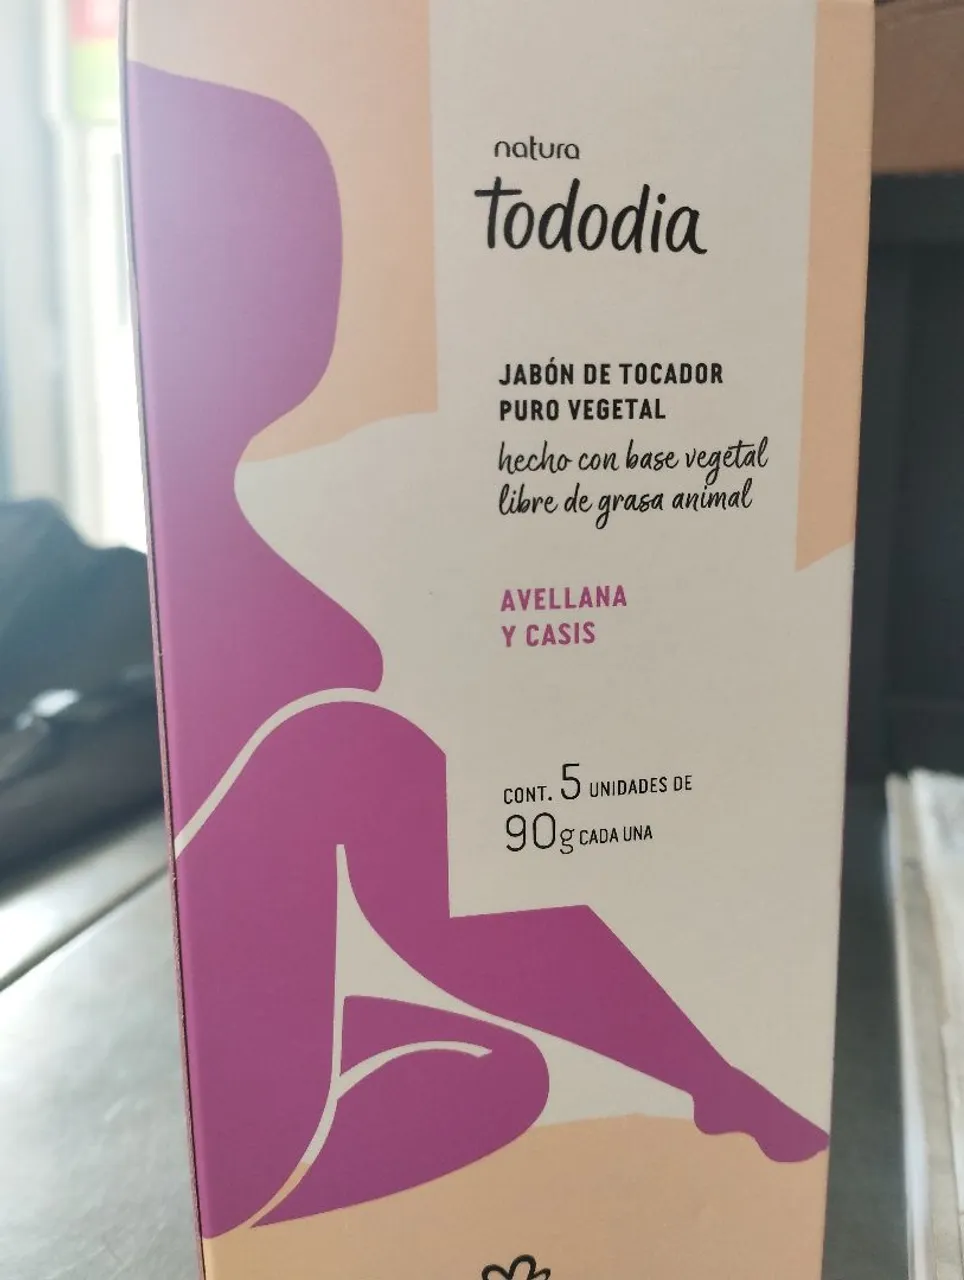 natura
tododia
JABÓN DE TOCADOR
PURO VEGETAL
hecho con base vegetal
libre de grasa animal
AVELLANA
Y CASIS
CONT. 5 UNIDADES DE
90g CADA UNA